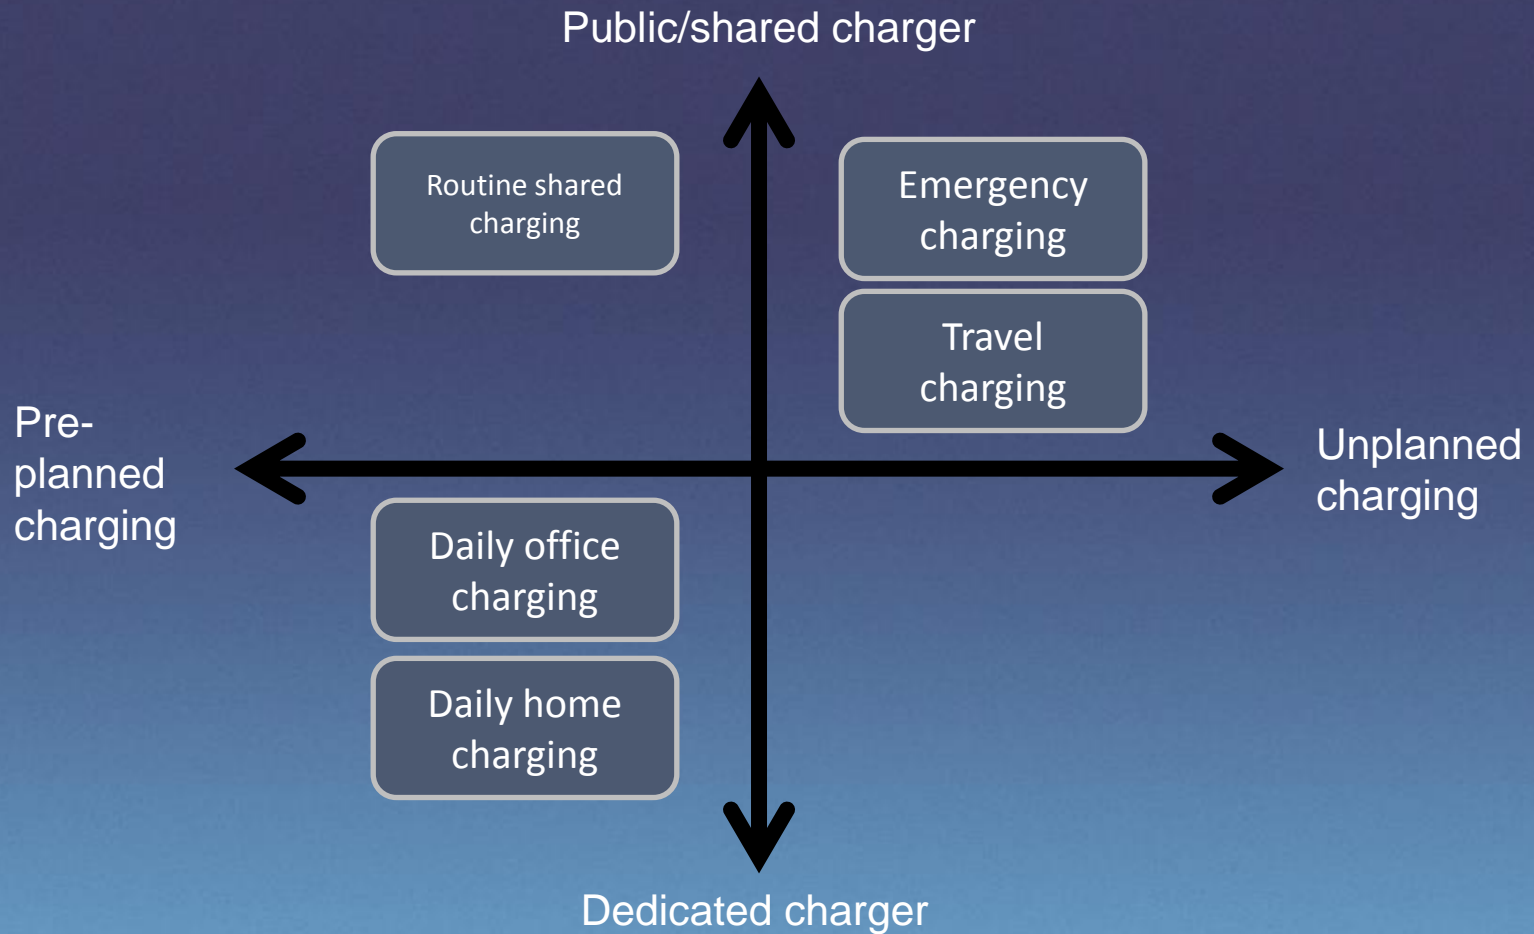 Public/shared charger
Routine shared
charging
Emergency
charging
Travel
charging
Pre-
planned
charging
Unplanned
charging
Daily office
charging
Daily home
charging
Dedicated charger